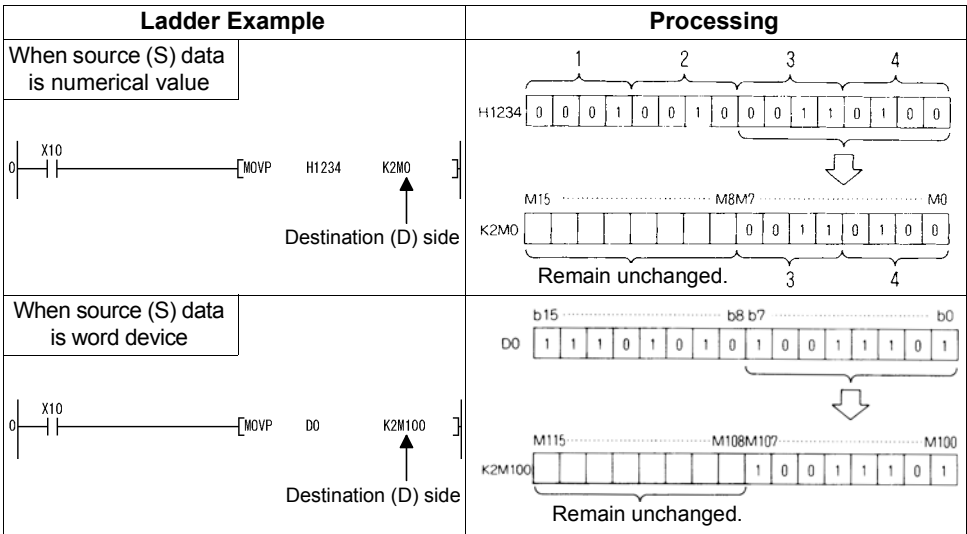 Ladder Example
Processing
When source (S) data
is numerical value
0 X10 MOVP H1234 K2M0
Destination (D) side
1 2 3 4
H1234 0 0 0 1 0 0 1 0 0 0 1 1 0 1 0 0
M15 M8M7 M0
K2M0 0 0 1 1 0 1 0 0
Remain unchanged. 3 4
When source (S) data
is word device
0 X10 MOVP D0 K2M100
Destination (D) side
b15 b8 b7 b0
D0 1 1 1 0 1 0 1 0 1 0 0 1 1 1 0 1
M115 M108M107 M100
K2M100 1 0 0 1 1 1 0 1
Remain unchanged.